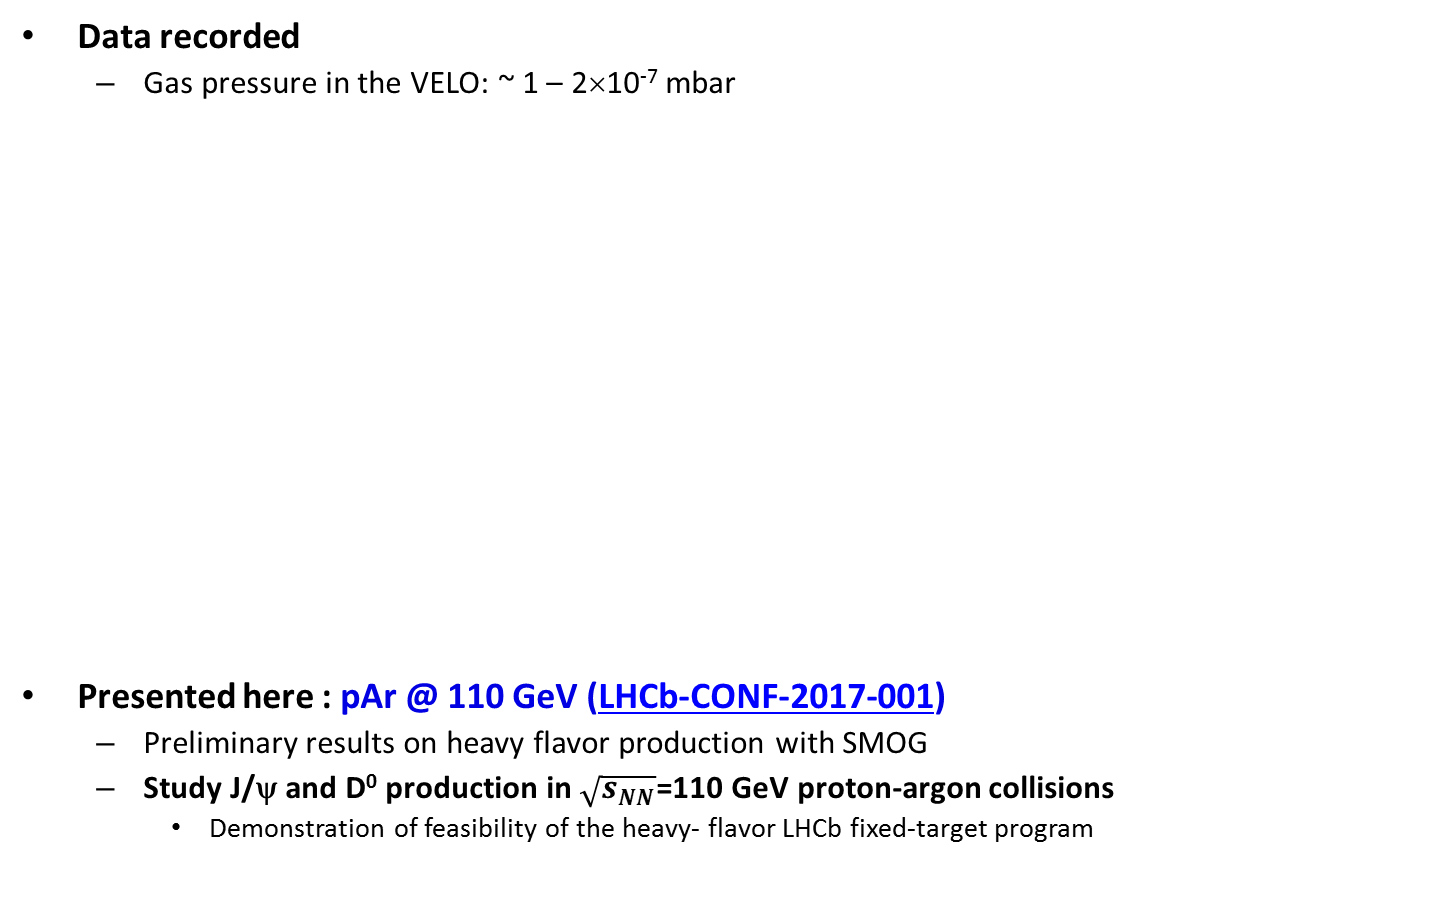 • Data recorded
– Gas pressure in the VELO: ~ 1 – 2×10⁻⁷ mbar
• Presented here : pAr @ 110 GeV (LHCb-CONF-2017-001)
– Preliminary results on heavy flavor production with SMOG
– Study J/ψ and D⁰ production in √s_NN=110 GeV proton-argon collisions
• Demonstration of feasibility of the heavy- flavor LHCb fixed-target program